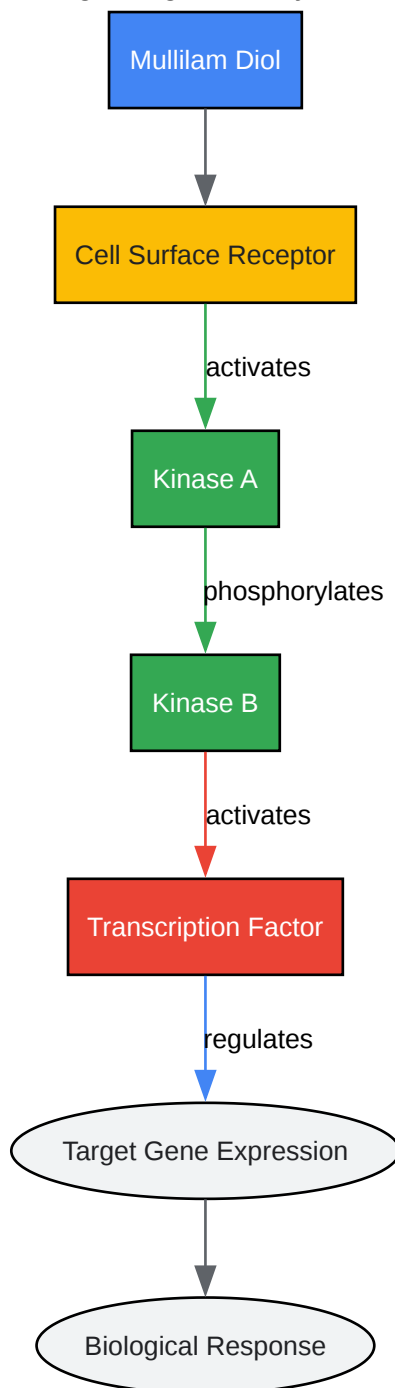 Mullilam Diol
Cell Surface Receptor
activates
Kinase A
phosphorylates
Kinase B
activates
Transcription Factor
regulates
Target Gene Expression
Biological Response